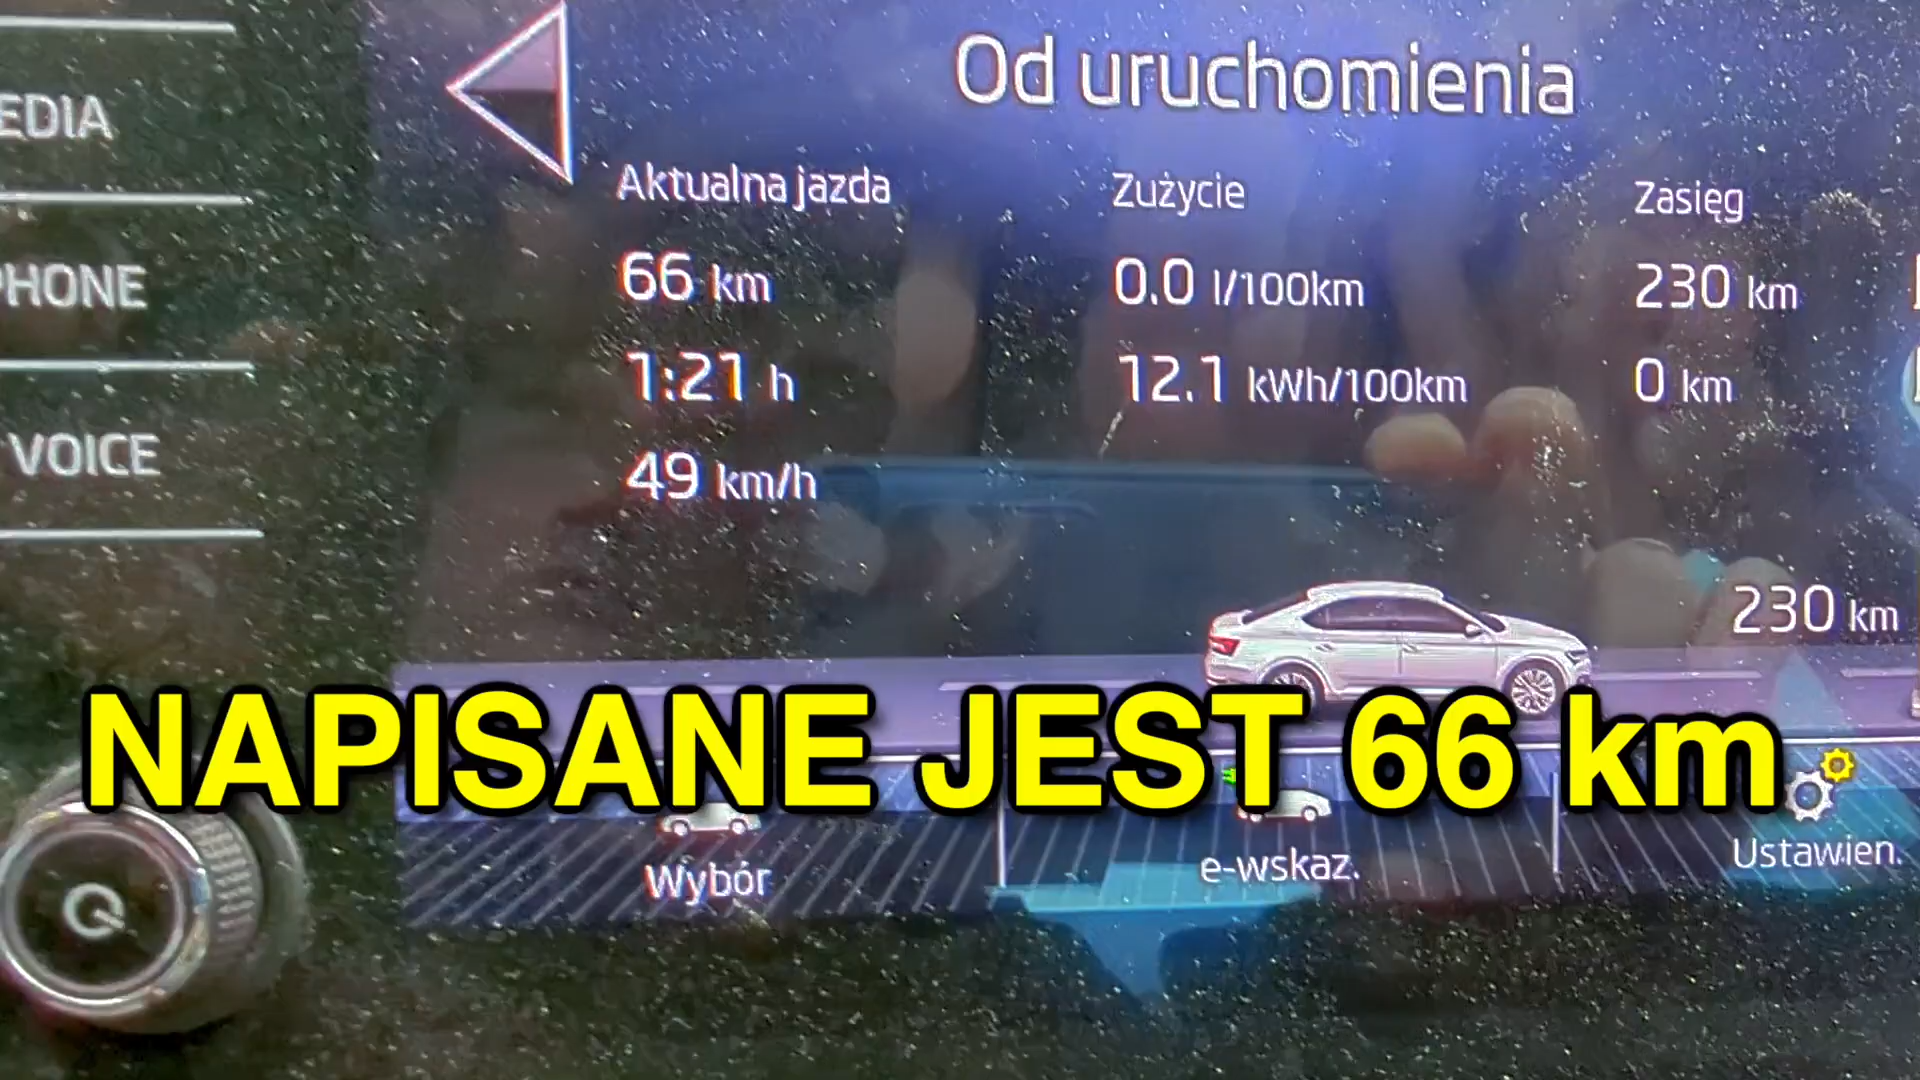 EDIA
PHONE
VOICE
Od uruchomienia
Aktualna jazda
66 km
1:21 h
49 km/h
Zużycie
0.0 l/100km
12.1 kWh/100km
Zasięg
230 km
0 km
230 km
NAPISANE JEST 66 km
Wybór
e-wskaz.
Ustawien.